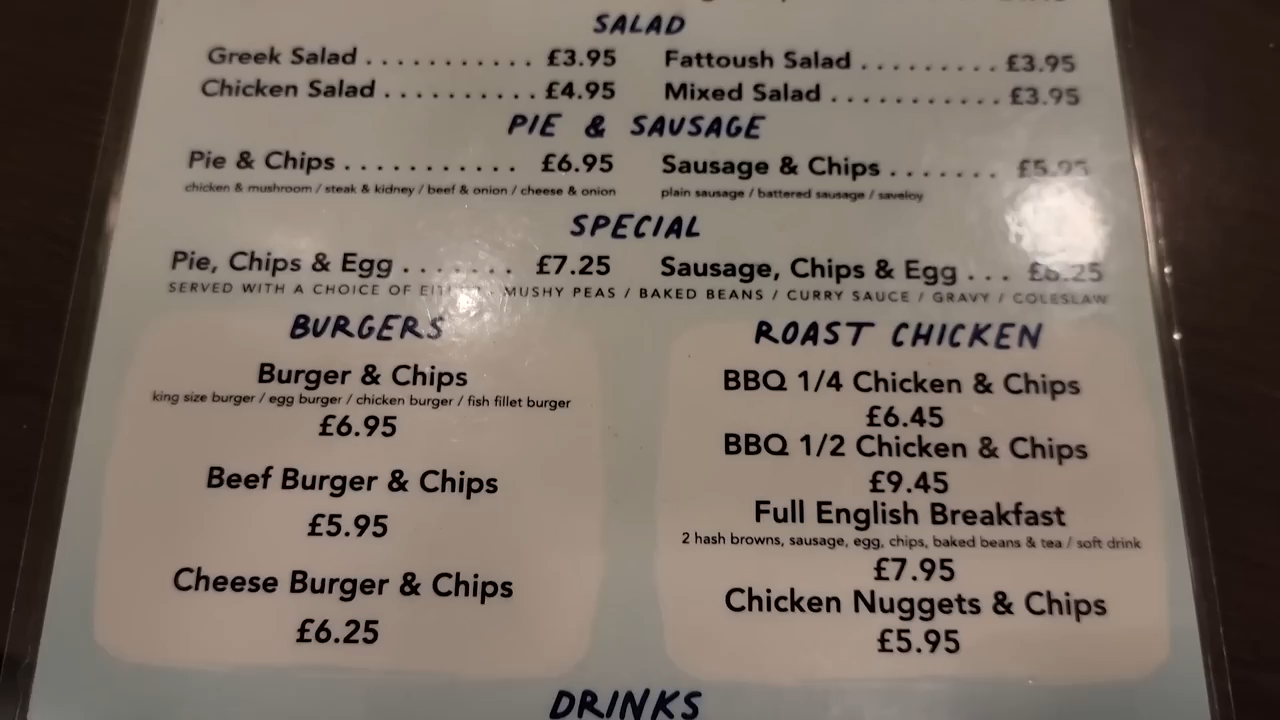 SALAD
Greek Salad . . . . . . . . . . . £3.95
Fattoush Salad . . . . . . . . . £3.95
Chicken Salad . . . . . . . . . . £4.95
Mixed Salad . . . . . . . . . . . £3.95
PIE & SAUSAGE
Pie & Chips . . . . . . . . . . . £6.95
chicken & mushroom / steak & kidney / beef & onion / cheese & onion
Sausage & Chips . . . . . . . £5.95
plain sausage / battered sausage / saveloy
SPECIAL
Pie, Chips & Egg . . . . . . . £7.25
Sausage, Chips & Egg . . .
SERVED WITH A CHOICE OF MUSHY PEAS / BAKED BEANS / CURRY SAUCE / GRAVY / COLESLAW
BURGERS
Burger & Chips
king size burger / egg burger / chicken burger / fish fillet burger
£6.95
Beef Burger & Chips
£5.95
Cheese Burger & Chips
£6.25
ROAST CHICKEN
BBQ 1/4 Chicken & Chips
£6.45
BBQ 1/2 Chicken & Chips
£9.45
Full English Breakfast
2 hash browns, sausage, egg, chips, baked beans & tea / soft drink
£7.95
Chicken Nuggets & Chips
£5.95
DRINKS